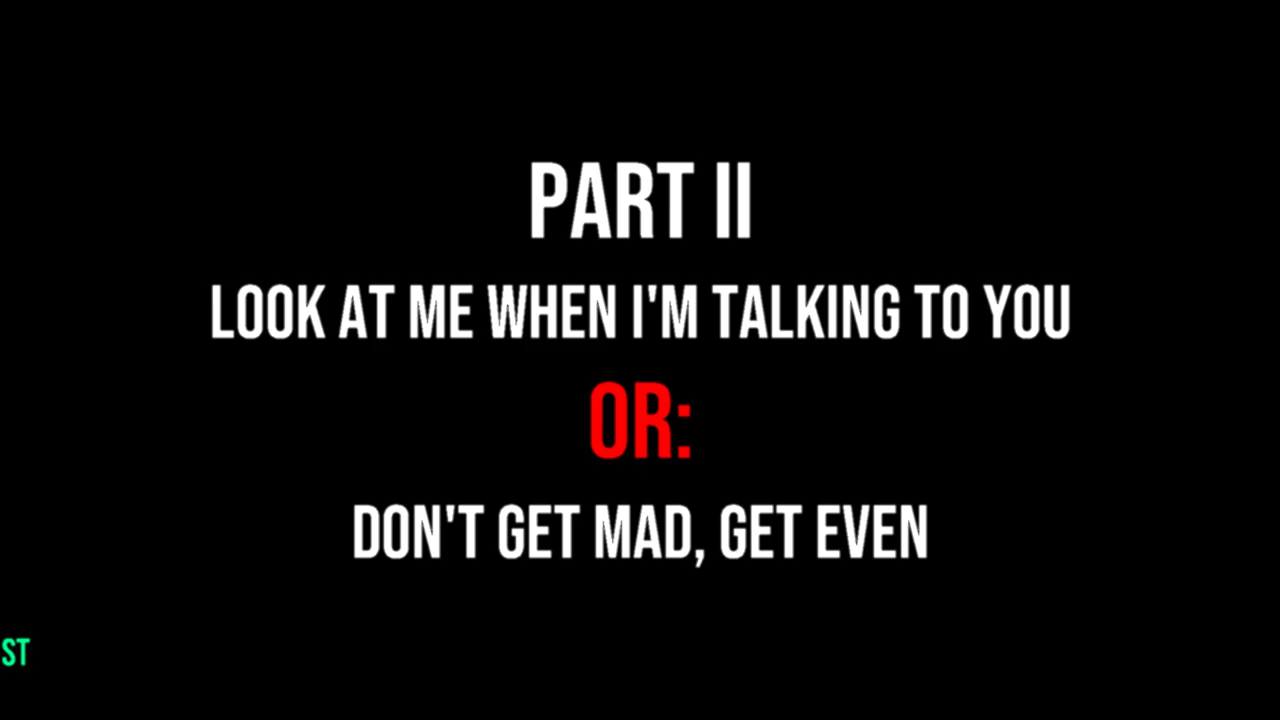 PART II
LOOK AT ME WHEN I'M TALKING TO YOU
OR:
DON'T GET MAD, GET EVEN
ST